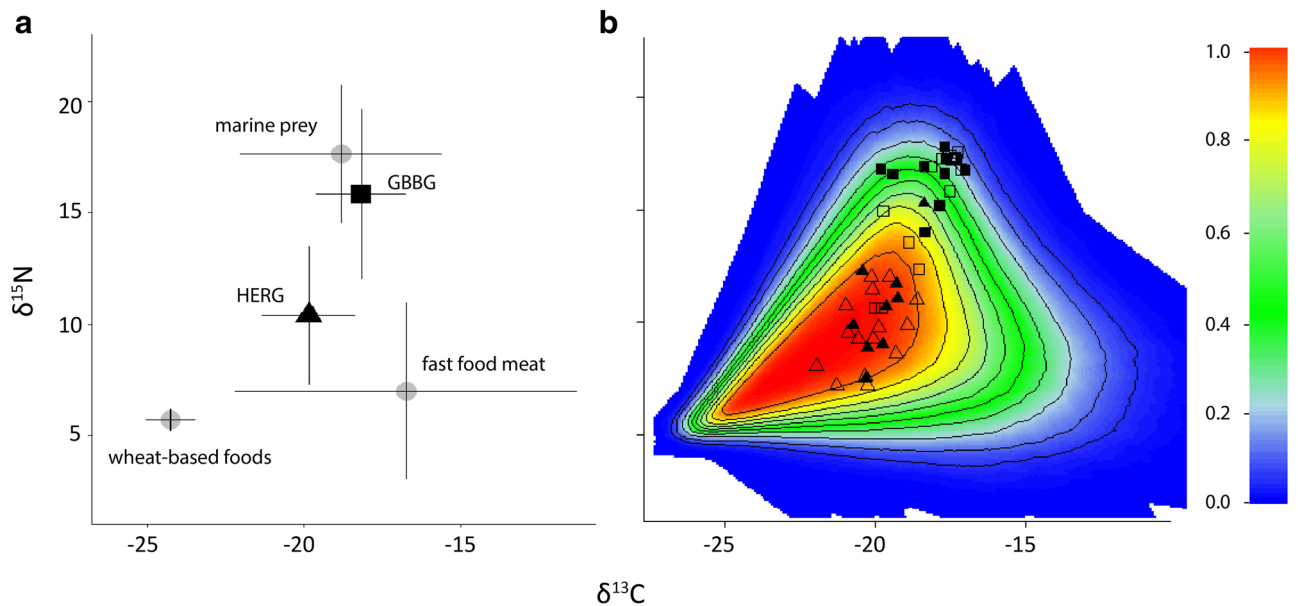 a
20
15
10
5
δ¹⁵N
marine prey
GBBG
HERG
fast food meat
wheat-based foods
-25
-20
-15
b
-25
-20
-15
1.0
0.8
0.6
0.4
0.2
0.0
δ¹³C